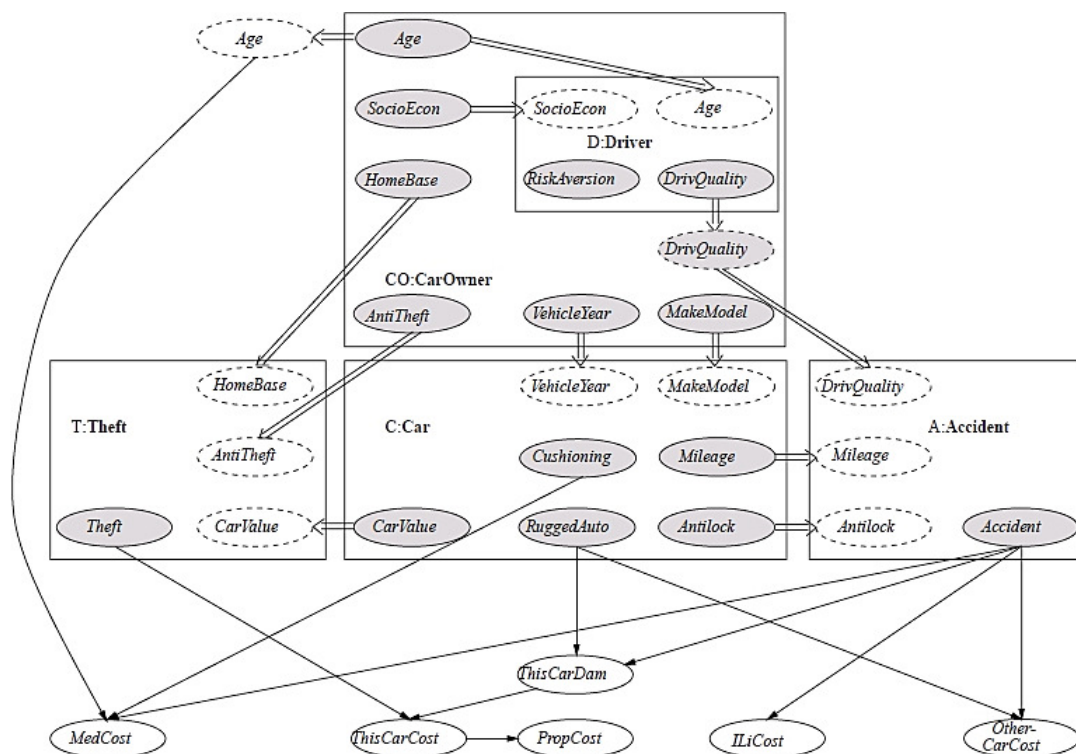 Age Age
SocioEcon SocioEcon Age
D:Driver
HomeBase RiskAversion DrivQuality
DrivQuality
CO:CarOwner
AntiTheft VehicleYear MakeModel
HomeBase VehicleYear MakeModel DrivQuality
T:Theft C:Car A:Accident
AntiTheft Cushioning Mileage Mileage
Theft CarValue CarValue RuggedAuto Antilock Antilock Accident
ThisCarDam
MedCost ThisCarCost PropCost ILiCost Other-
CarCost